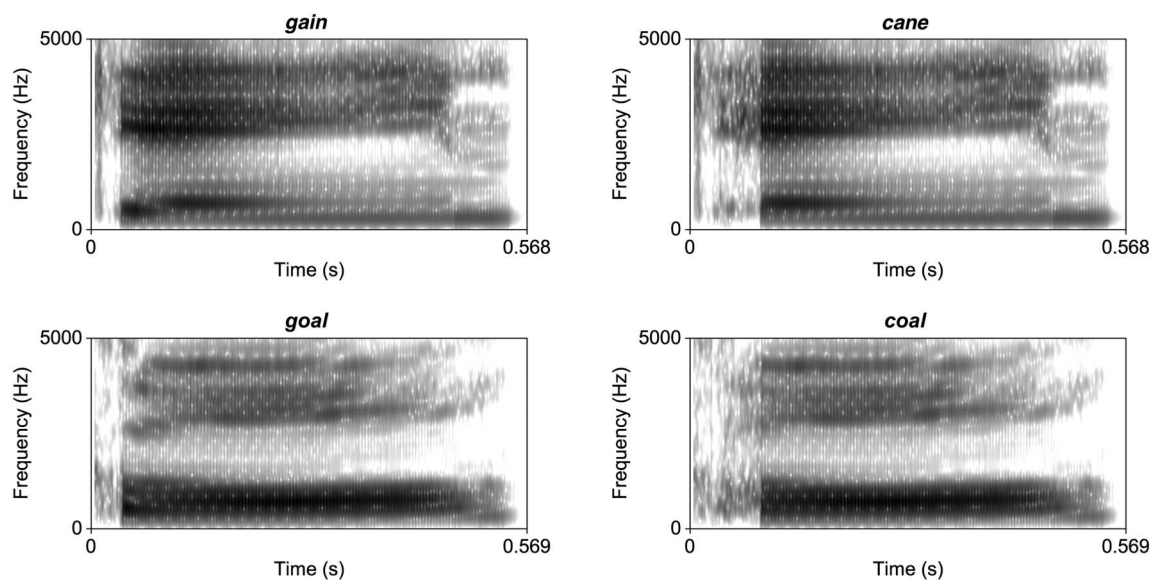 gain
5000
Frequency (Hz)
0
0
0.568
Time (s)
cane
5000
Frequency (Hz)
0
0
0.568
Time (s)
goal
5000
Frequency (Hz)
0
0
0.569
Time (s)
coal
5000
Frequency (Hz)
0
0
0.569
Time (s)